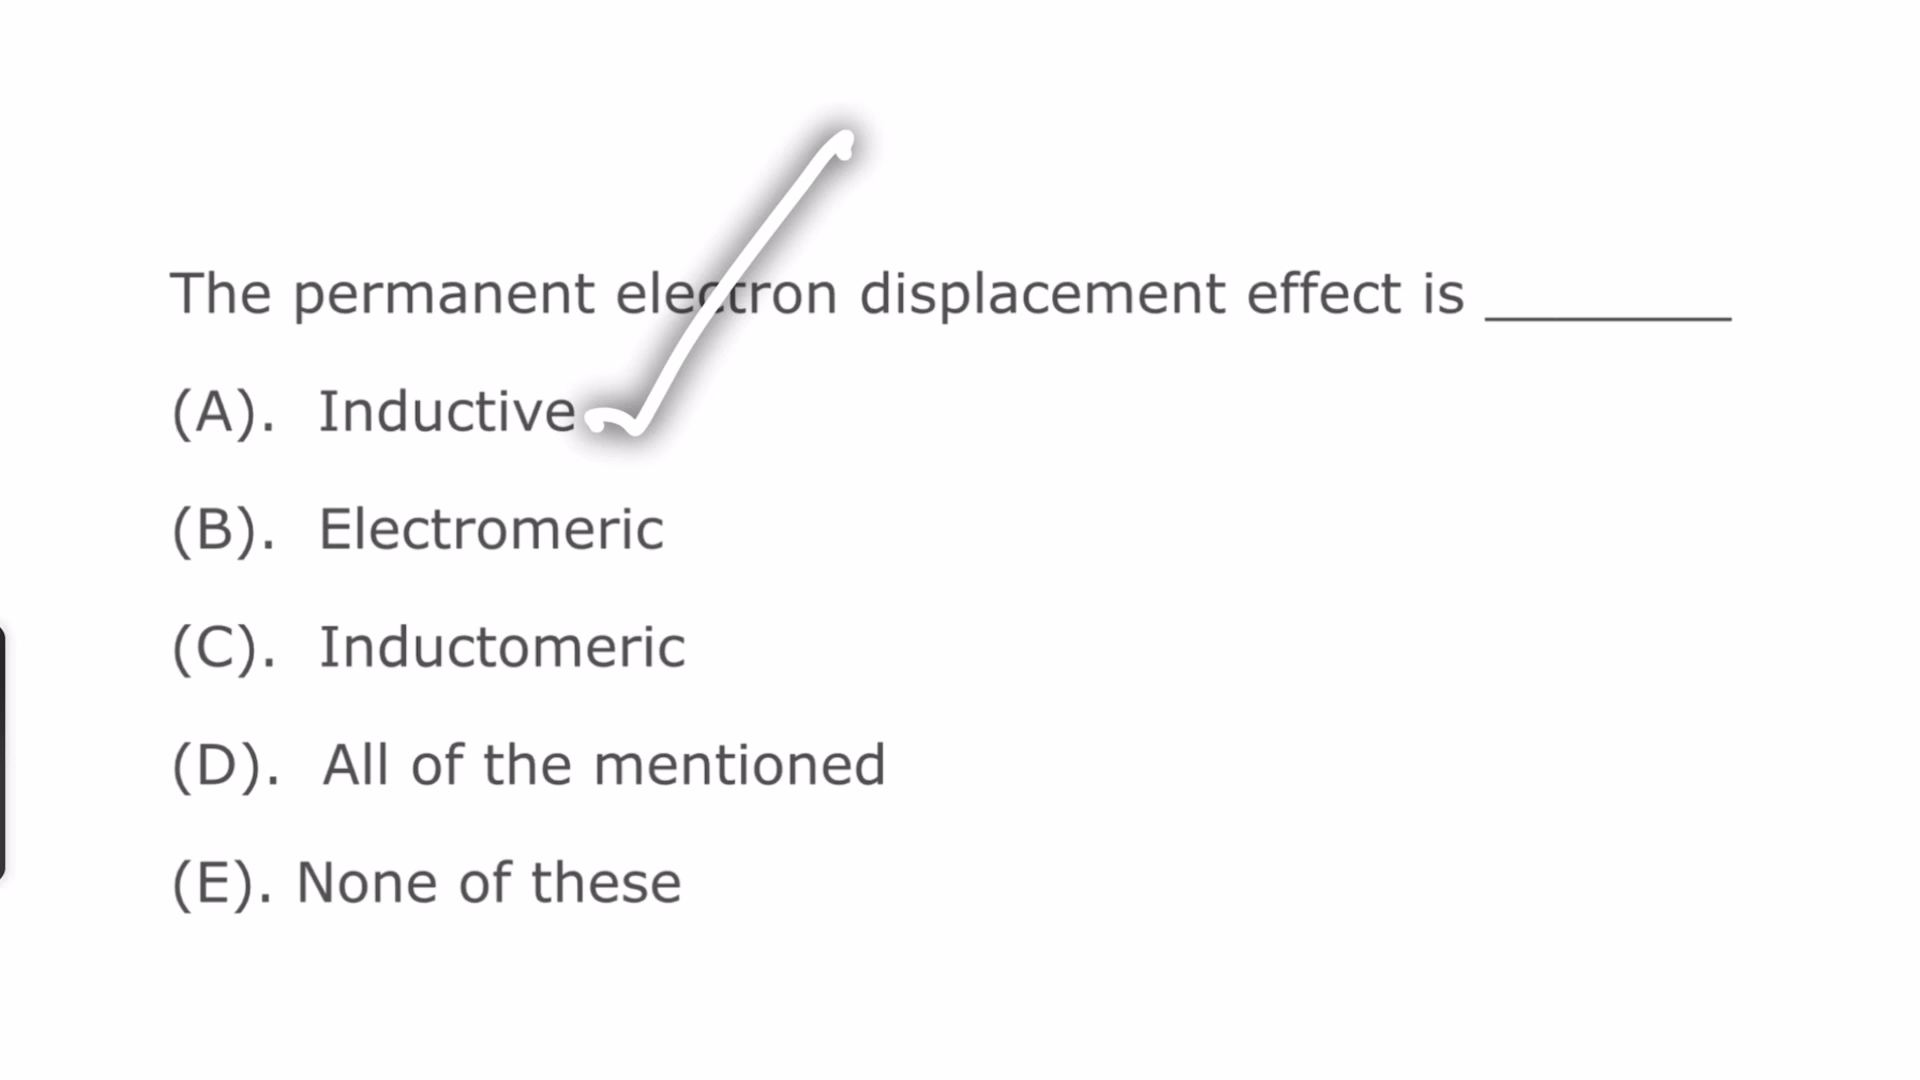 The permanent electron displacement effect is ________
(A). Inductive
(B). Electromeric
(C). Inductomeric
(D). All of the mentioned
(E). None of these